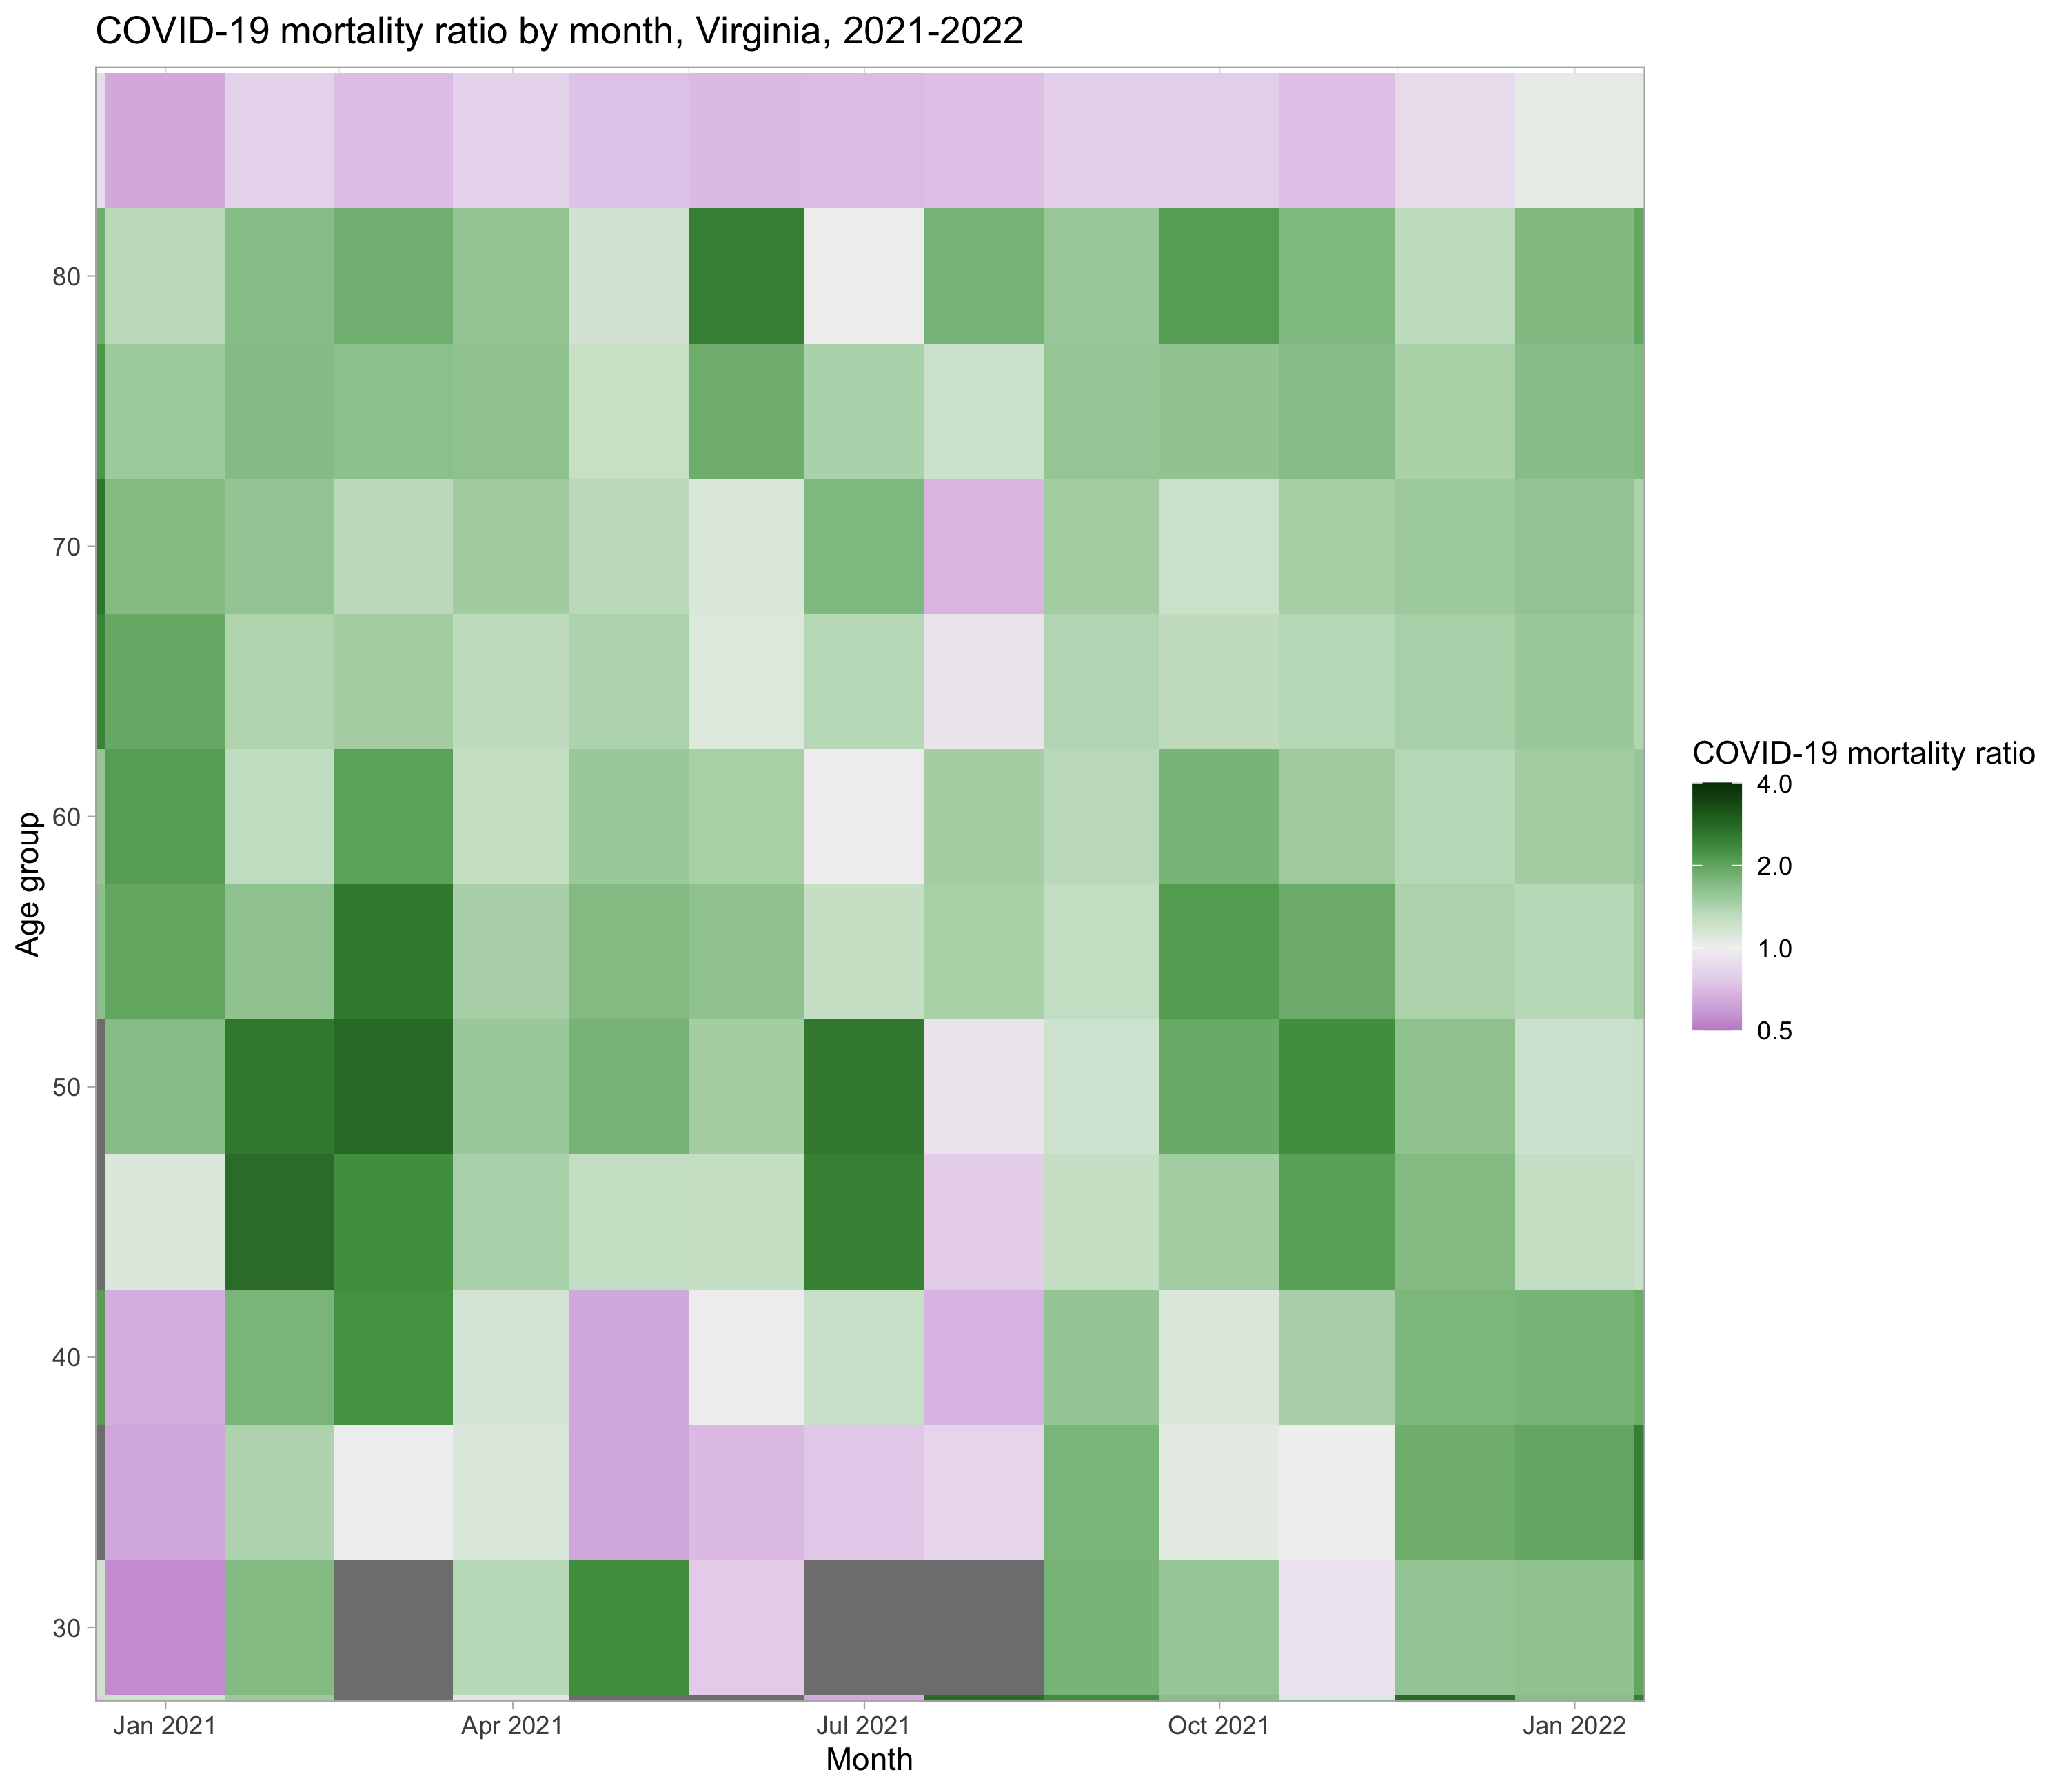 COVID-19 mortality ratio by month, Virginia, 2021-2022
80
70
60
50
40
30
Age group
Jan 2021
Apr 2021
Jul 2021
Oct 2021
Jan 2022
Month
COVID-19 mortality ratio
4.0
2.0
1.0
0.5